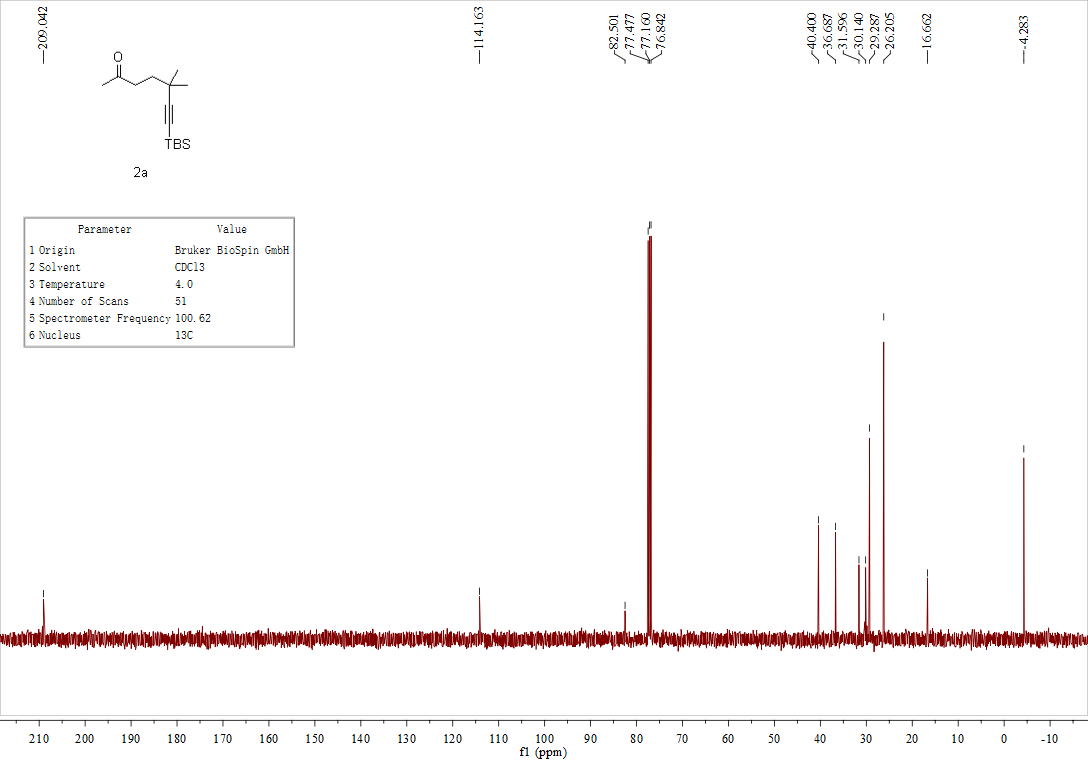 209.042
114.163
82.501
77.477
77.160
76.842
40.400
36.687
31.596
30.140
29.287
26.205
16.662
-4.283
O
TBS
2a
Parameter Value
1 Origin Bruker BioSpin GmbH
2 Solvent CDCl3
3 Temperature 4.0
4 Number of Scans 51
5 Spectrometer Frequency 100.62
6 Nucleus 13C
210 200 190 180 170 160 150 140 130 120 110 100 90 80 70 60 50 40 30 20 10 0 -10
f1 (ppm)